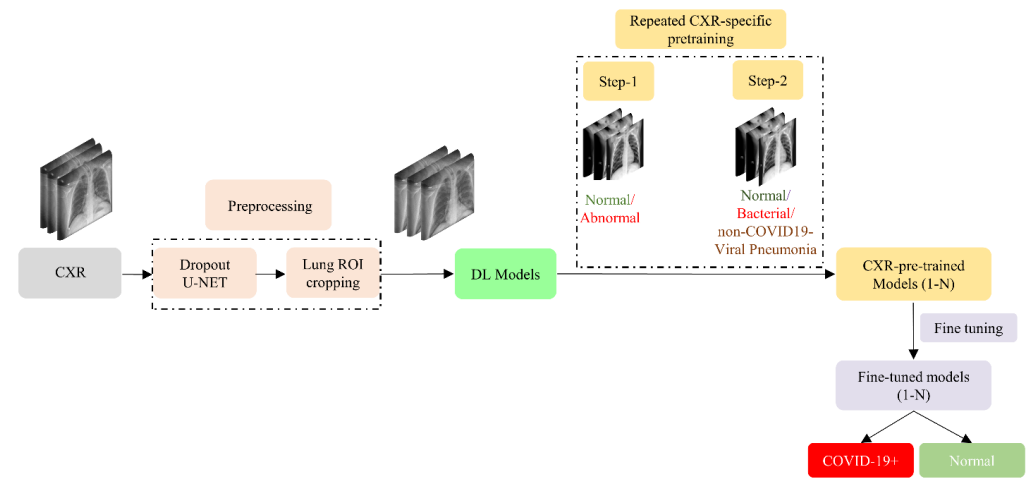 Repeated CXR-specific
pretraining
Step-1
Step-2
Normal/
Abnormal
Normal/
Bacterial/
non-COVID19-
Viral Pneumonia
Preprocessing
CXR
Dropout
U-NET
Lung ROI
cropping
DL Models
CXR-pre-trained
Models (1-N)
Fine tuning
Fine-tuned models
(1-N)
COVID-19+
Normal